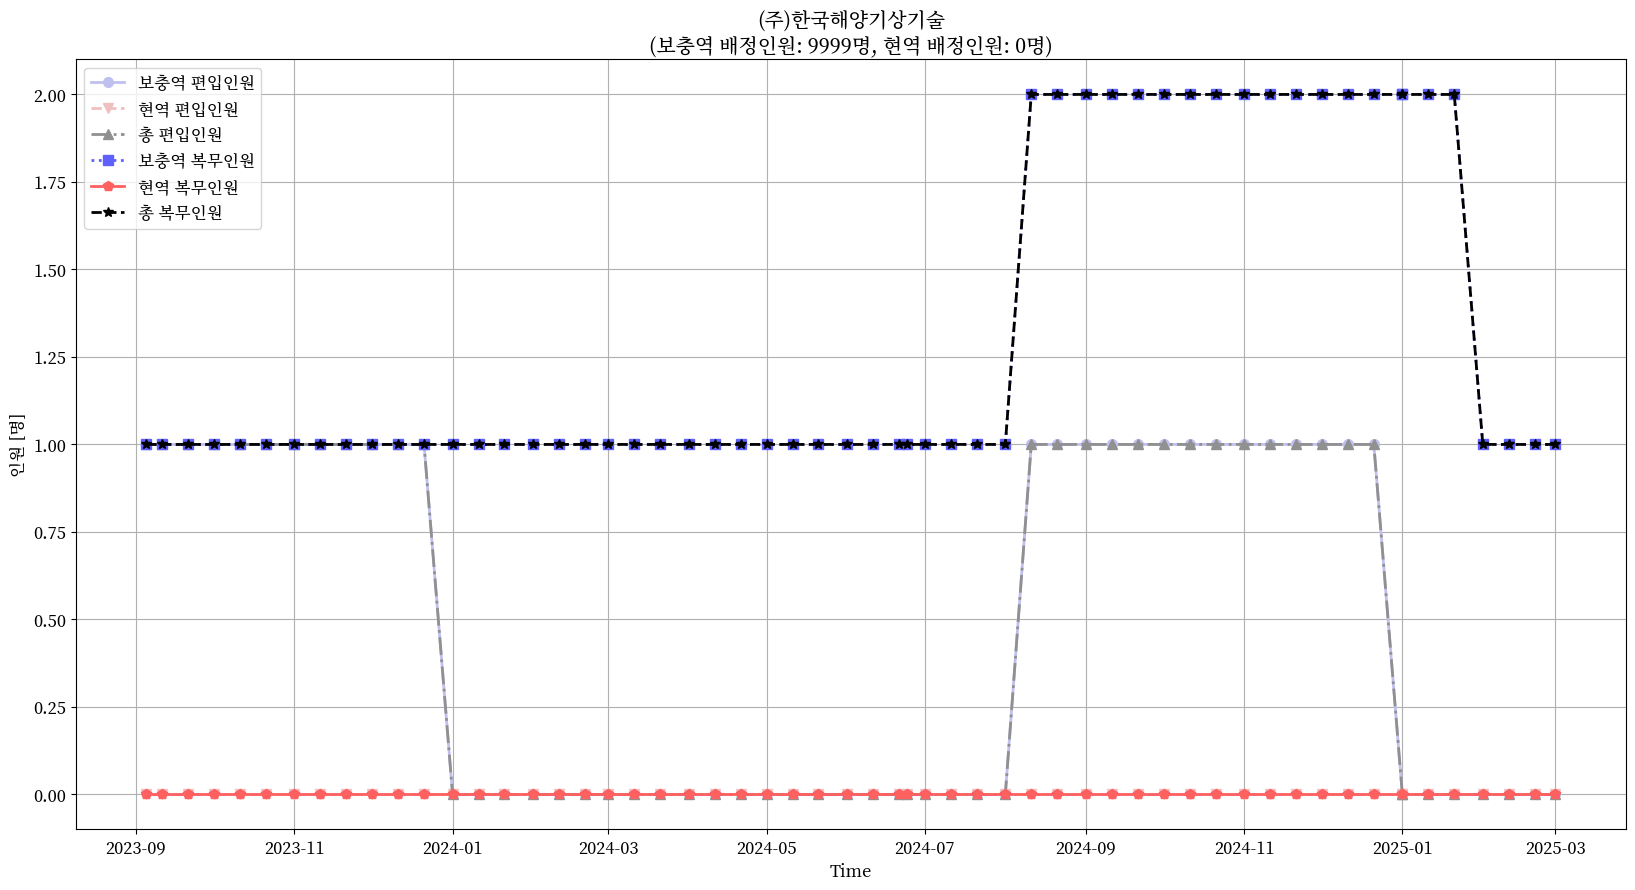 (주)한국해양기상기술
(보충역 배정인원: 9999명, 현역 배정인원: 0명)
보충역 편입인원
현역 편입인원
총 편입인원
보충역 복무인원
현역 복무인원
총 복무인원
인원 [명]
2.00
1.75
1.50
1.25
1.00
0.75
0.50
0.25
0.00
2023-09 2023-11 2024-01 2024-03 2024-05 2024-07 2024-09 2024-11 2025-01 2025-03
Time